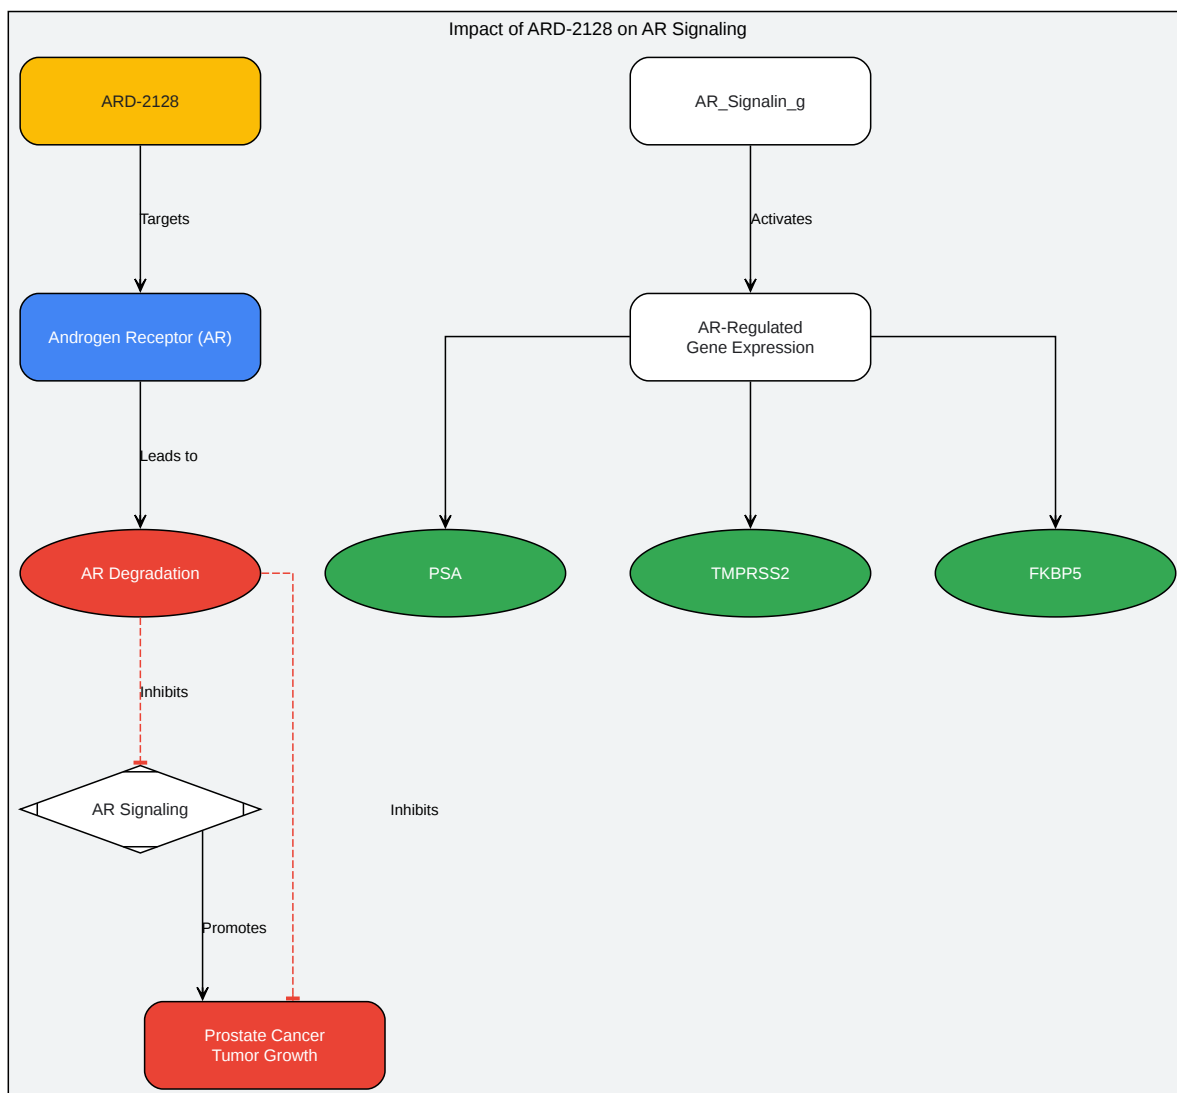 Impact of ARD-2128 on AR Signaling
ARD-2128
AR_Signalin_g
Targets
Activates
Androgen Receptor (AR)
AR-Regulated
Gene Expression
Leads to
AR Degradation
PSA
TMPRSS2
FKBP5
Inhibits
AR Signaling
Inhibits
Promotes
Prostate Cancer
Tumor Growth